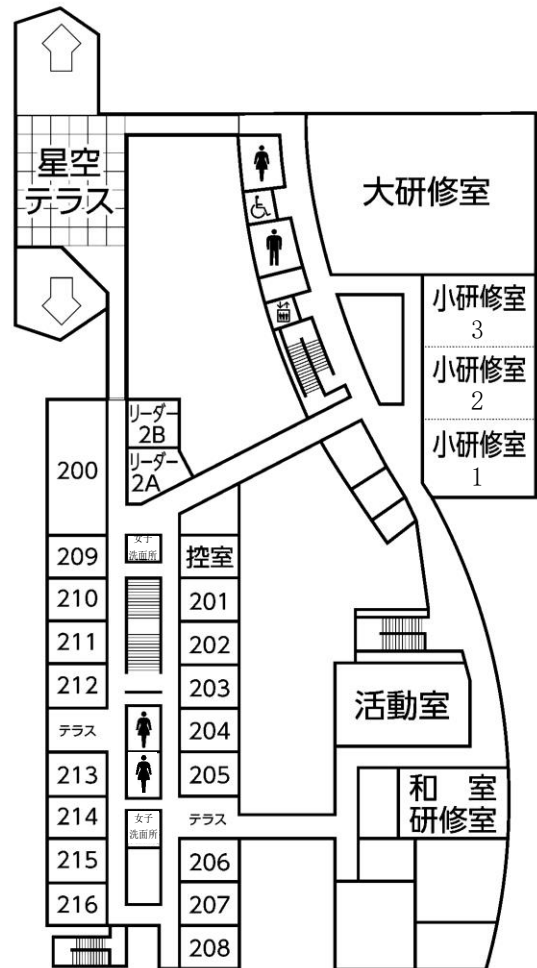 星空
テラス
大研修室
小研修室
3
小研修室
2
小研修室
1
リーダー
2B
リーダー
2A
200
女子
洗面所
209
控室
210
201
211
202
212
203
テラス
204
活動室
213
205
和 室
研修室
214
女子
洗面所
テラス
215
206
216
207
208